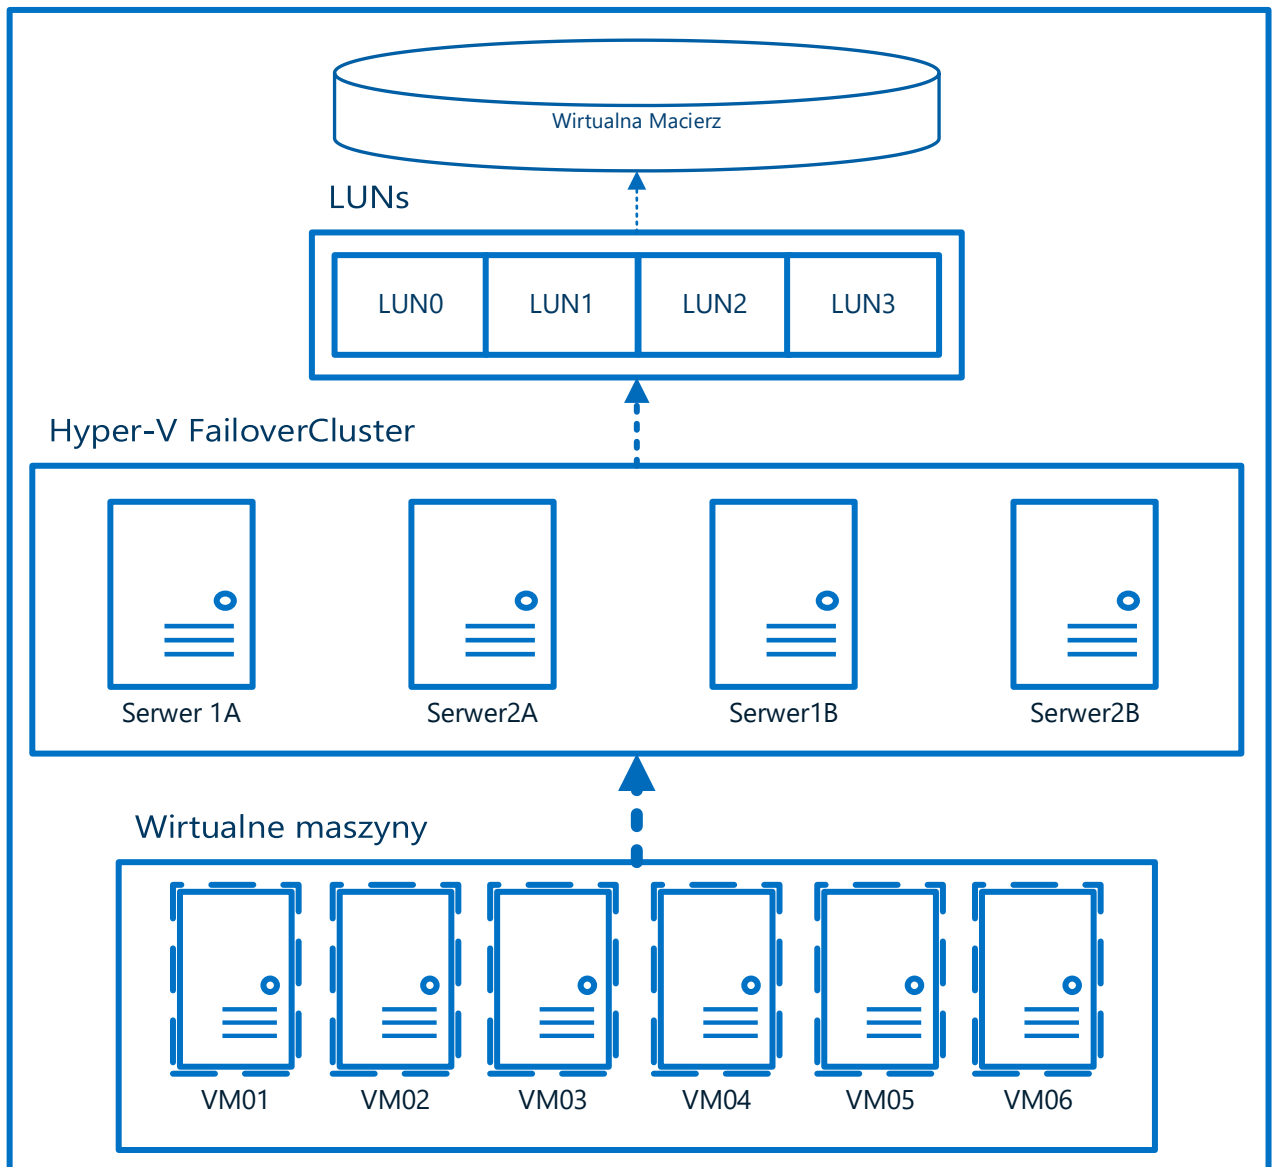 Wirtualna Macierz
LUNs
LUN0
LUN1
LUN2
LUN3
Hyper-V FailoverCluster
Serwer 1A
Serwer2A
Serwer1B
Serwer2B
Wirtualne maszyny
VM01
VM02
VM03
VM04
VM05
VM06